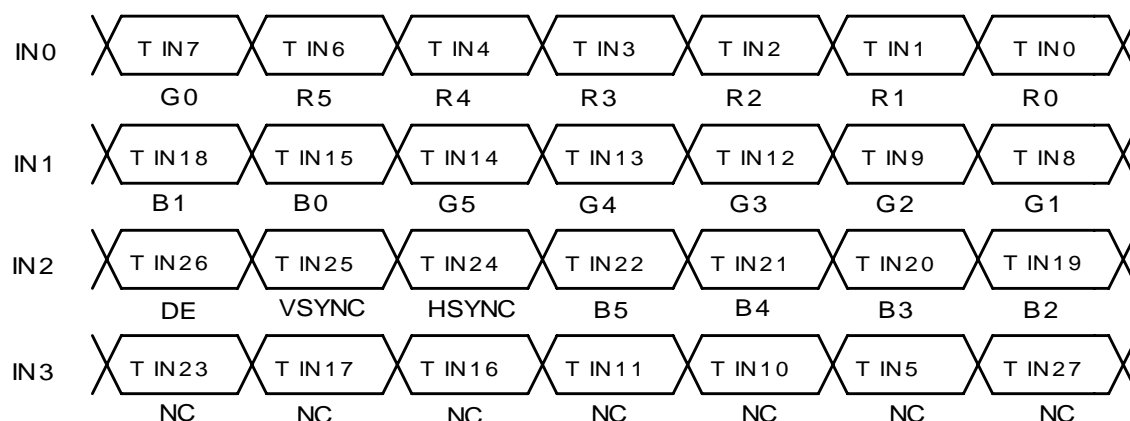 IN0 T IN7 T IN6 T IN4 T IN3 T IN2 T IN1 T IN0
G0 R5 R4 R3 R2 R1 R0
IN1 T IN18 T IN15 T IN14 T IN13 T IN12 T IN9 T IN8
B1 B0 G5 G4 G3 G2 G1
IN2 T IN26 T IN25 T IN24 T IN22 T IN21 T IN20 T IN19
DE VSYNC HSYNC B5 B4 B3 B2
IN3 T IN23 T IN17 T IN16 T IN11 T IN10 T IN5 T IN27
NC NC NC NC NC NC NC